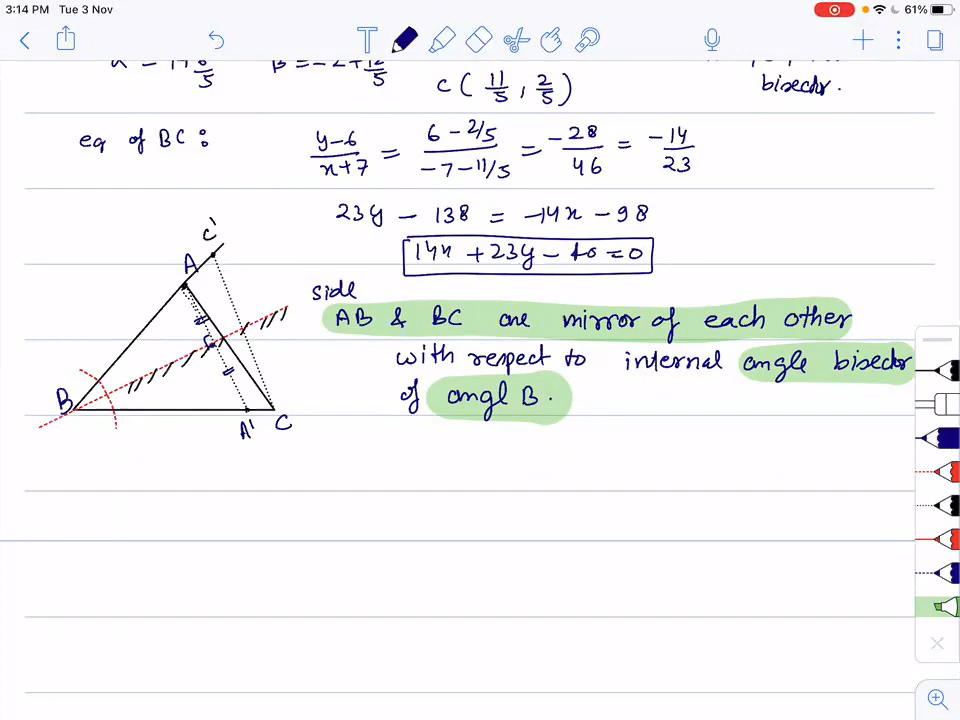 3:14 PM Tue 3 Nov
61%
T
C ( 11/5 , 2/5 )
bisector.
eq of BC :
y-6/x+7 = 6-2/5/-7-11/5 = -28/46 = -14/23
23y - 138 = -14x - 98
14x + 23y - 40 = 0
C'
A
B
A'
C
side
AB & BC are mirror of each other
with respect to internal angle bisector
of angl B.